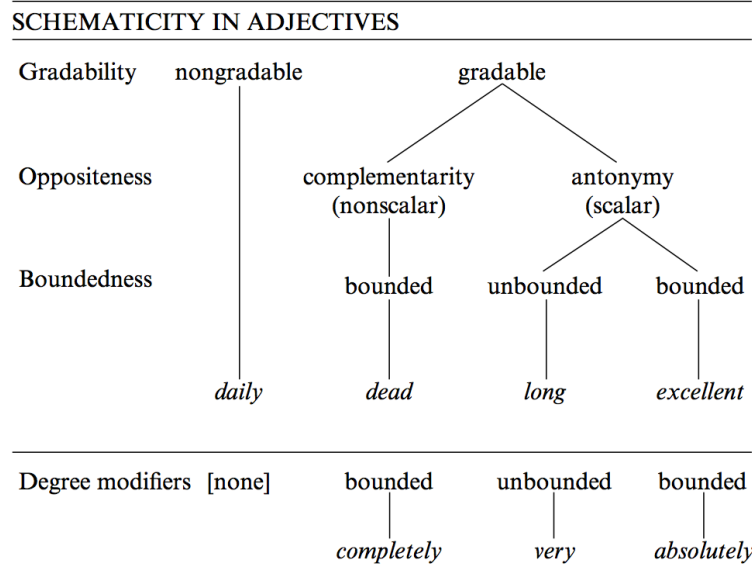 SCHEMATICITY IN ADJECTIVES
Gradability nongradable gradable
Oppositeness complementarity antonymy
(nonscalar) (scalar)
Boundedness bounded unbounded bounded
daily dead long excellent
Degree modifiers [none] bounded unbounded bounded
completely very absolutely